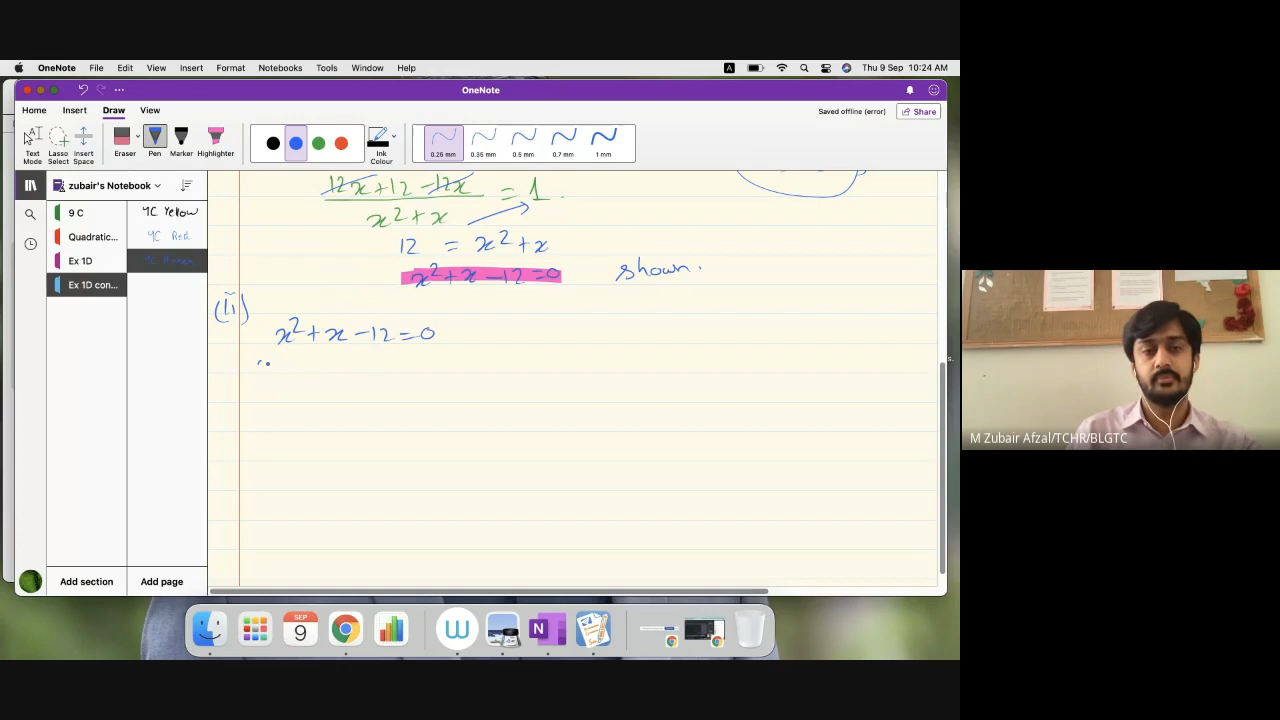 OneNote File Edit View Insert Format Notebooks Tools Window Help A Thu 9 Sep 10:24 AM
OneNote
Home Insert Draw View Saved offline (error) Share
Text Mode Lasso Select Insert Space Eraser Pen Marker Highlighter Ink Colour 0.25 mm 0.35 mm 0.5 mm 0.7 mm 1 mm
zubair's Notebook
9 C
Quadratic...
Ex 1D
Ex 1D con...
9C Yellow
9C Red
Add section Add page
12x+12-12x
x²+x
= 1.
12 = x²+x
x²+x-12=0 shown.
(ii)
x²+x-12=0
SEP
9
W
N
M Zubair Afzal/TCHR/BLGTC